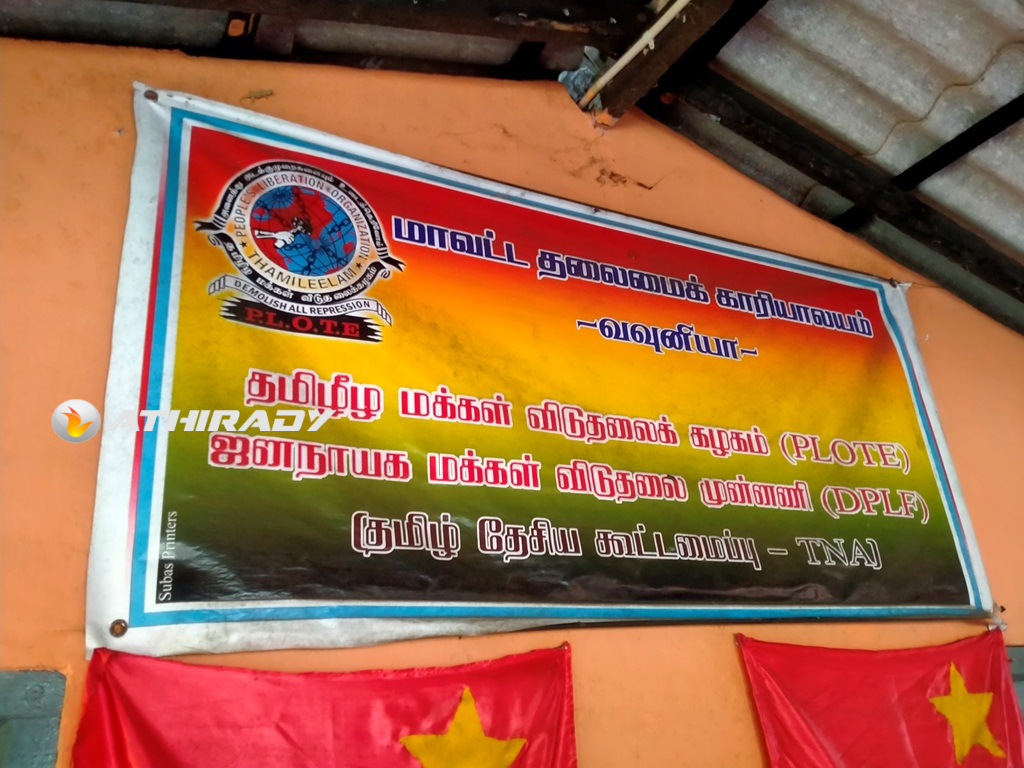 PEOPLE'S LIBERATION ORGANIZATION
THAMILEELAM
DEMOLISH ALL REPRESSION
P.L.O.T.E
மாவட்ட தலைமைக் காரியாலயம்
~வவுனியா~
தமிழீழ மக்கள் விடுதலைக் கழகம் (PLOTE)
ஜனநாயக மக்கள் விடுதலை முன்னணி (DPLF)
(தமிழ் தேசிய கூட்டமைப்பு – TNA)
Subas Printers
ATHIRADY